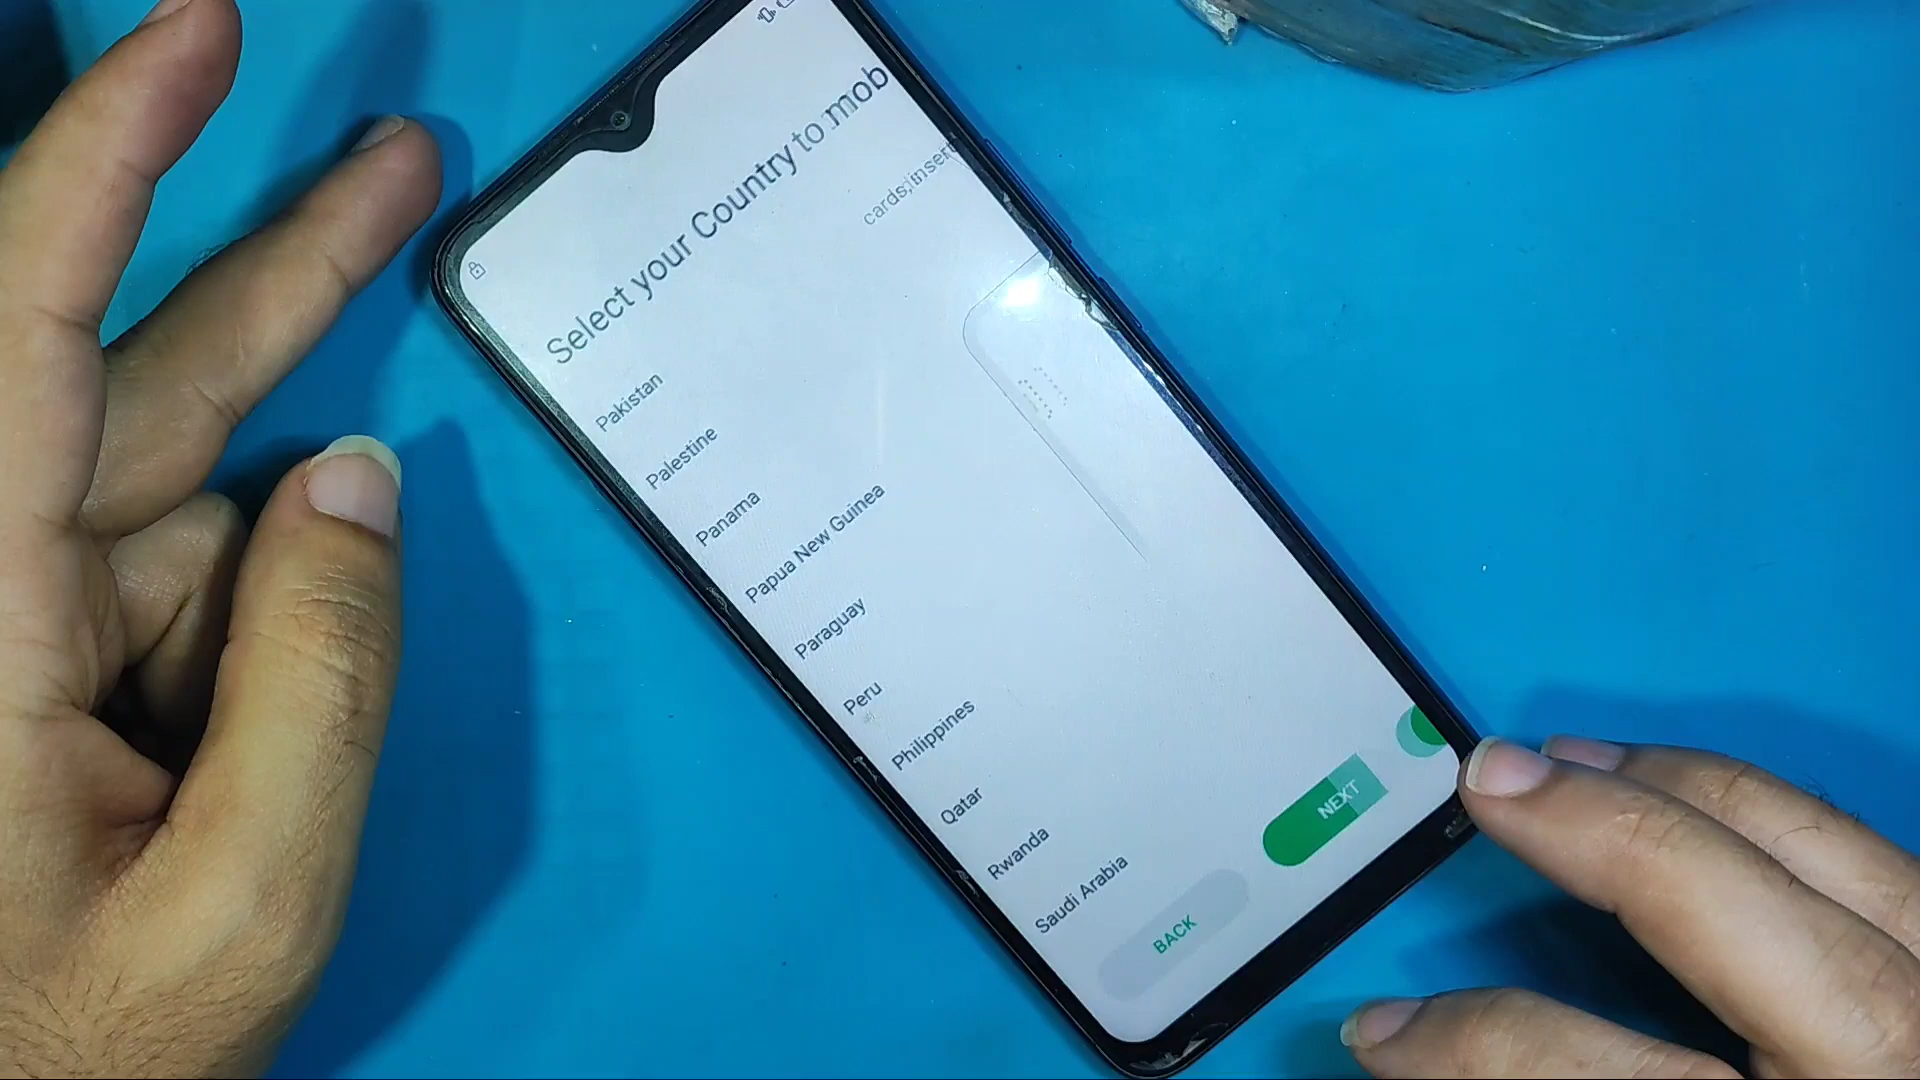 Select your Country to mob
cards,insert
Pakistan
Palestine
Panama
Papua New Guinea
Paraguay
Peru
Philippines
Qatar
Rwanda
Saudi Arabia
BACK
NEXT